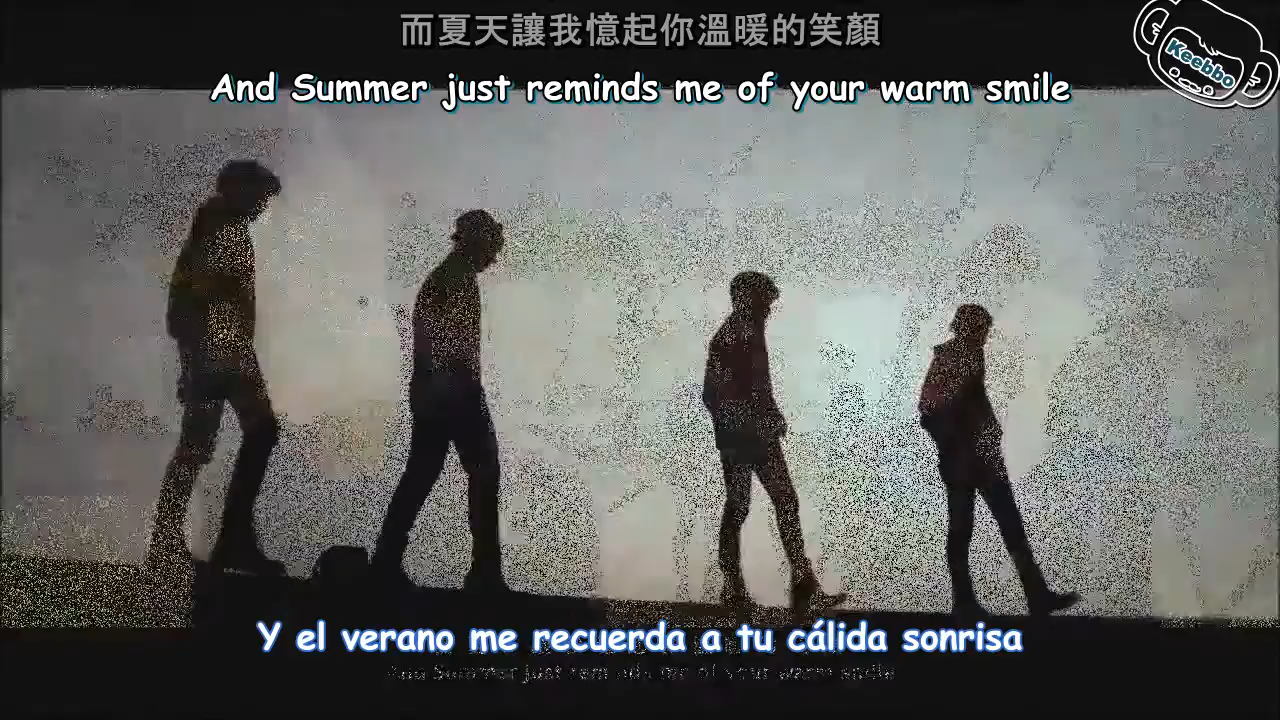 而夏天讓我憶起你溫暖的笑顏
Keebbo
And Summer just reminds me of your warm smile
Y el verano me recuerda a tu cálida sonrisa
And Summer just reminds me of your warm smile